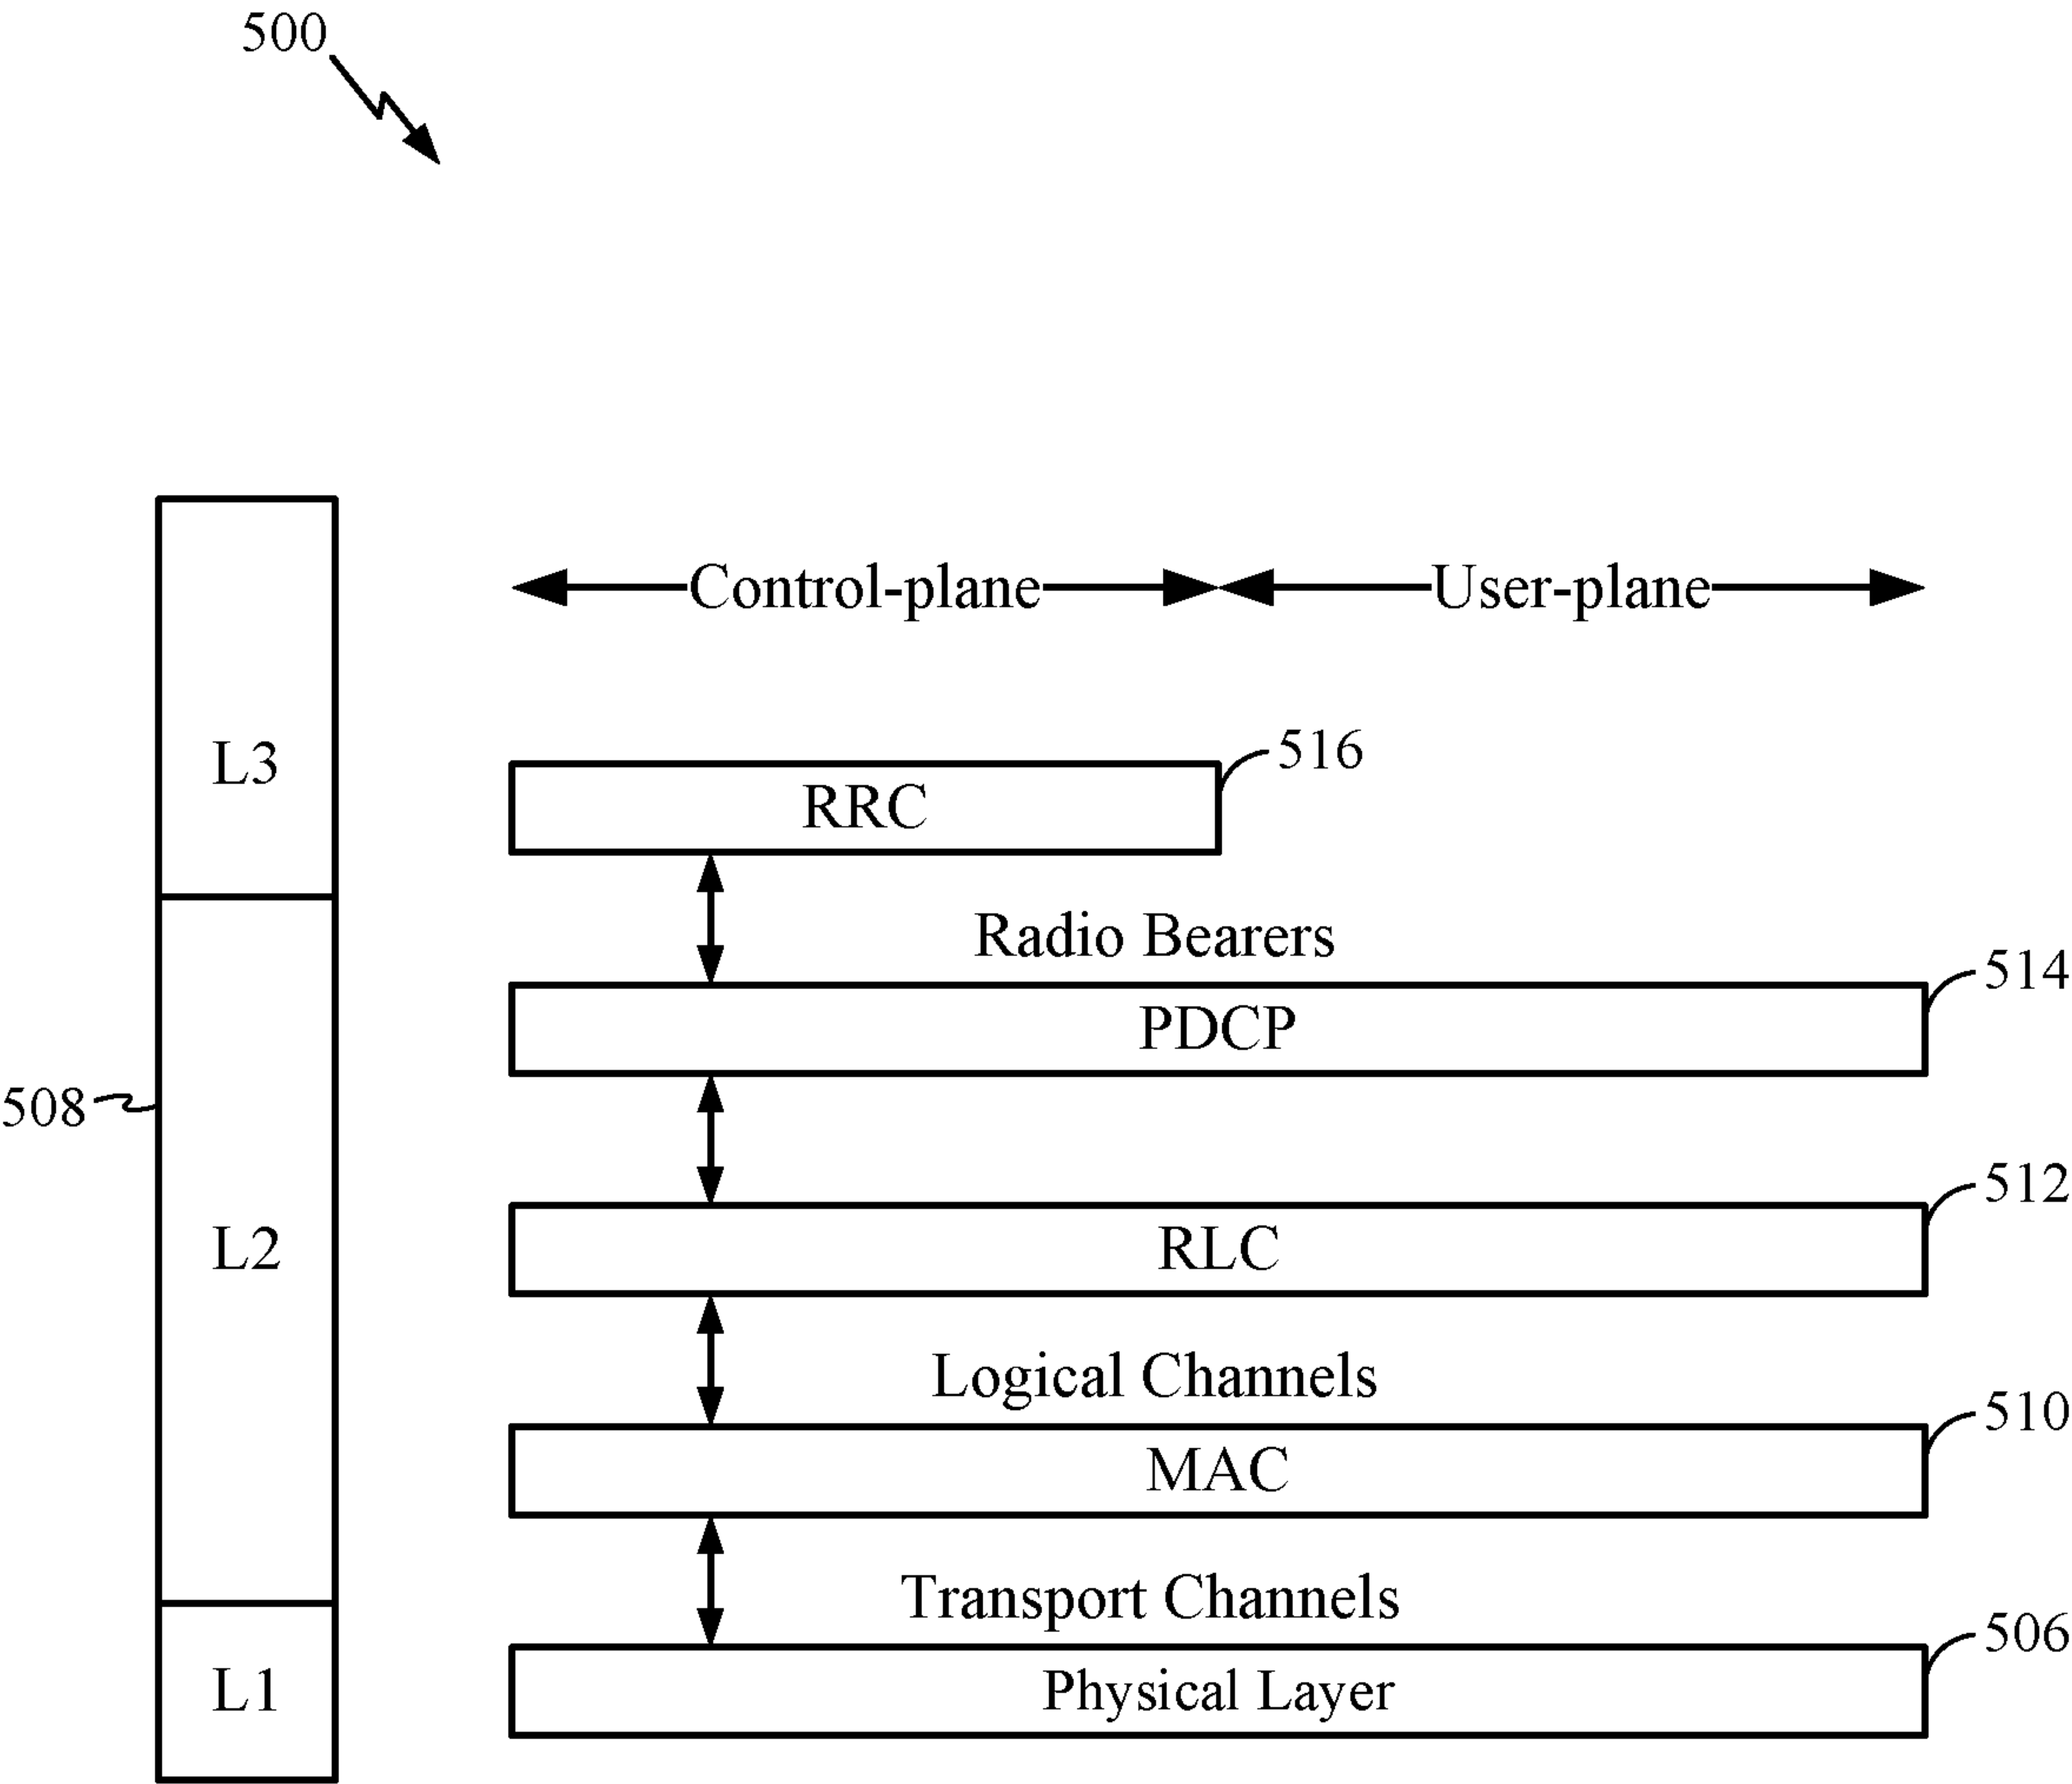 500
Control-plane User-plane
L3
516
RRC
Radio Bearers
514
PDCP
508
512
L2
RLC
Logical Channels
510
MAC
Transport Channels
506
L1
Physical Layer